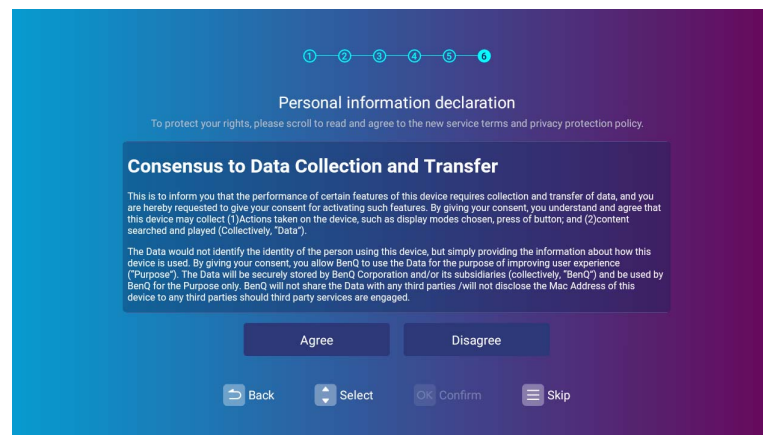 1 2 3 4 5 6
Personal information declaration
To protect your rights, please scroll to read and agree to the new service terms and privacy protection policy.
Consensus to Data Collection and Transfer
This is to inform you that the performance of certain features of this device requires collection and transfer of data, and you
are hereby requested to give your consent for activating such features. By giving your consent, you understand and agree that
this device may collect (1)Actions taken on the device, such as display modes chosen, press of button; and (2)content
searched and played (Collectively, “Data”).
The Data would not identify the identity of the person using this device, but simply providing the information about how this
device is used. By giving your consent, you allow BenQ to use the Data for the purpose of improving user experience
(“Purpose”). The Data will be securely stored by BenQ Corporation and/or its subsidiaries (collectively, “BenQ”) and be used by
BenQ for the Purpose only. BenQ will not share the Data with any third parties /will not disclose the Mac Address of this
device to any third parties should third party services are engaged.
Agree Disagree
Back Select OK Confirm Skip